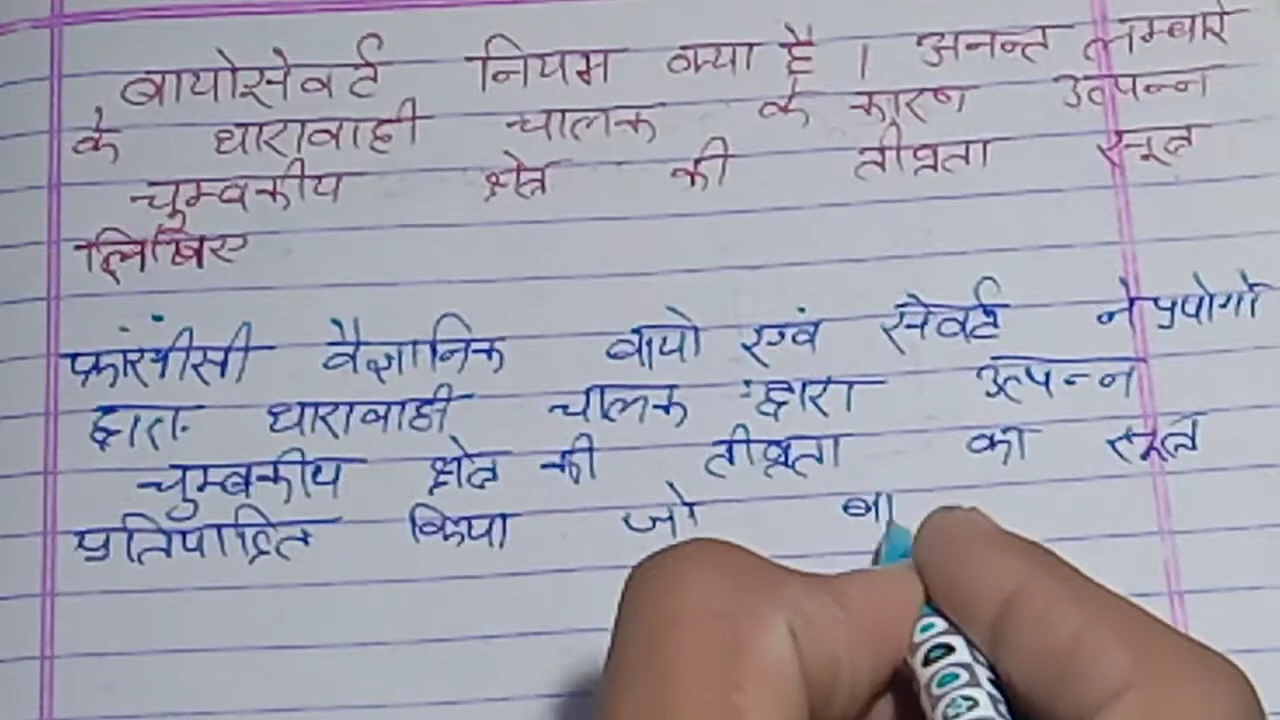 बायोसेवर्ट नियम क्या है । अनन्त लम्बाई
के धारावाही चालक के कारण उत्पन्न
चुम्बकीय क्षेत्र की तीव्रता सूत्र
लिखिए
फ्रांसीसी वैज्ञानिक बायो एवं सेवर्ट ने प्रयोगो
द्वारा धारावाही चालक द्वारा उत्पन्न
चुम्बकीय क्षेत्र की तीव्रता का सूत्र
प्रतिपादित किया जो बा